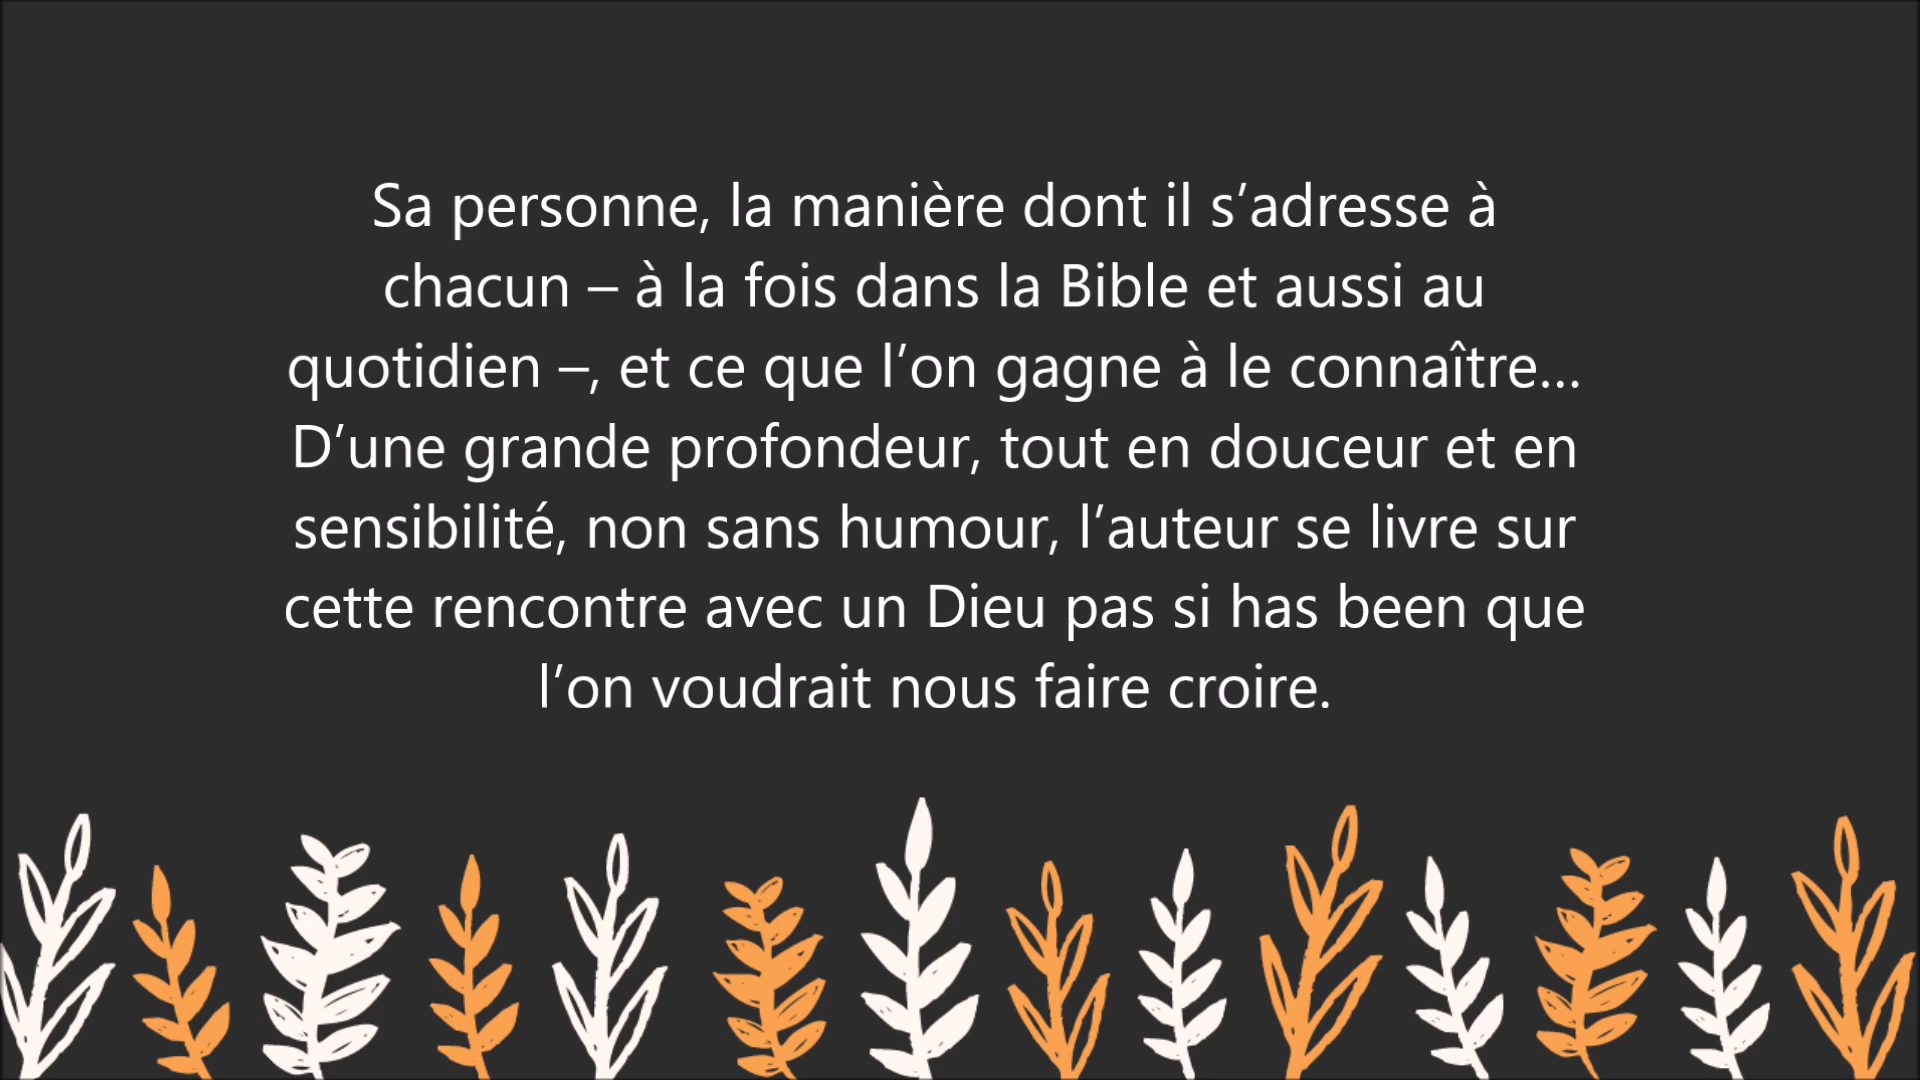 Sa personne, la manière dont il s’adresse à
chacun – à la fois dans la Bible et aussi au
quotidien –, et ce que l’on gagne à le connaître...
D’une grande profondeur, tout en douceur et en
sensibilité, non sans humour, l’auteur se livre sur
cette rencontre avec un Dieu pas si has been que
l’on voudrait nous faire croire.